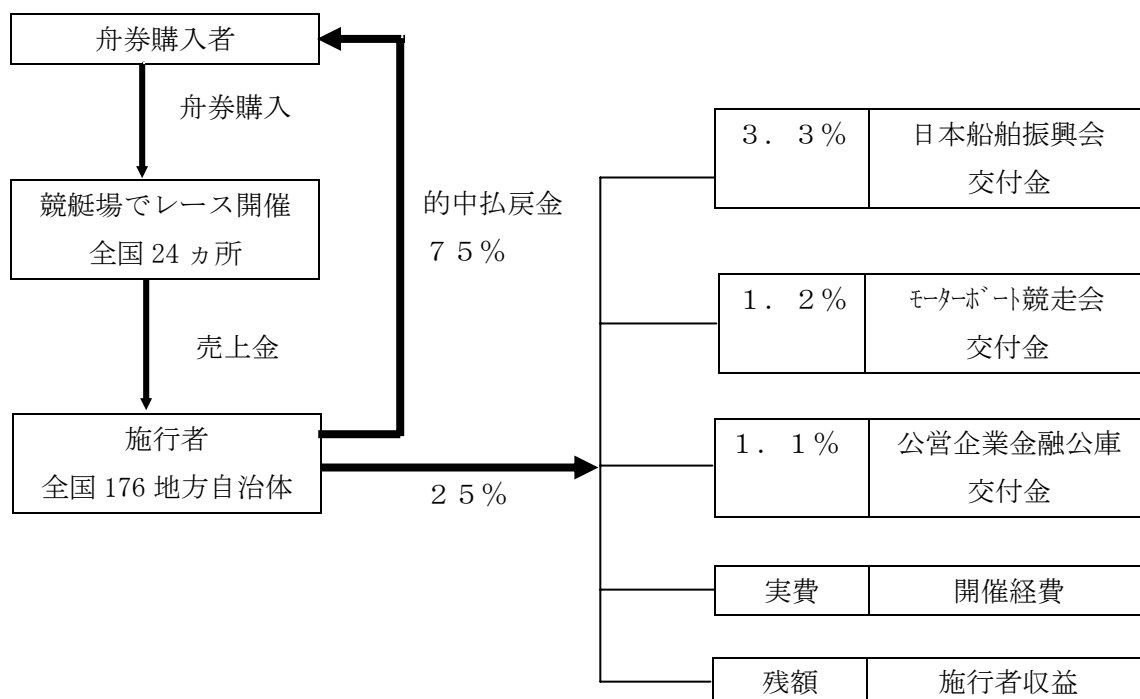 舟券購入者
舟券購入
競艇場でレース開催
全国 24 ヵ所
売上金
施行者
全国 176 地方自治体
的中払戻金
75%
25%
3.3% 日本船舶振興会
交付金
1.2% ﾓｰﾀｰﾎﾞｰﾄ競走会
交付金
1.1% 公営企業金融公庫
交付金
実費 開催経費
残額 施行者収益